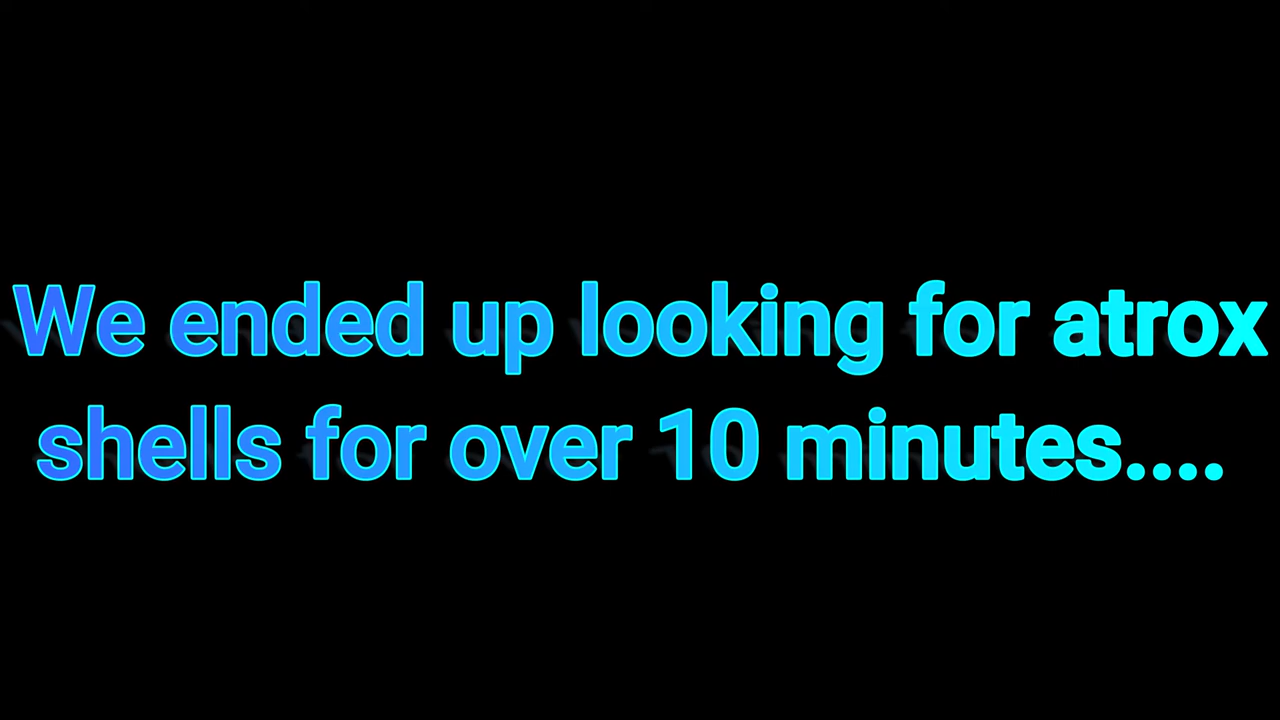 We ended up looking for atrox
shells for over 10 minutes....